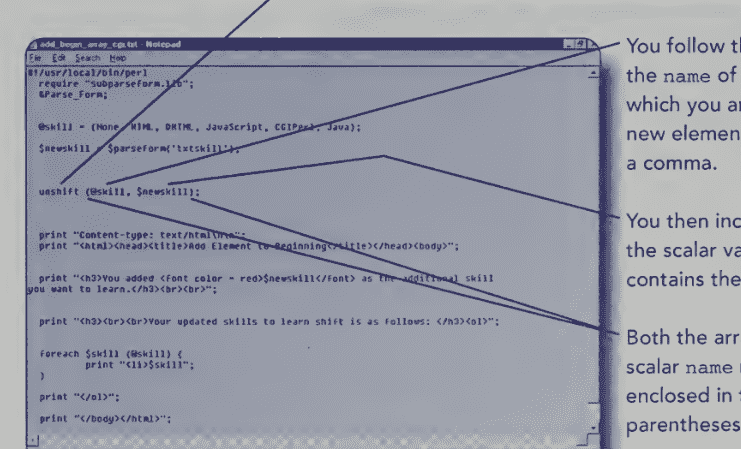 add_begin_array_cgi.txt - Notepad
File Edit Search Help
#!/usr/local/bin/perl
require "subparseform.lib";
&Parse_Form;
@skill = (None, HTML, DHTML, JavaScript, CGIPerl, Java);
$newskill = $parseform('txtskill');
unshift (@skill, $newskill);
print "Content-type: text/html\n\n";
print "<html><head><title>Add Element to Beginning</title></head><body>";
print "<h3>You added <font color = red>$newskill</font> as the additional skill
you want to learn.</h3><br><br>";
print "<h3><br><br>Your updated skills to learn shift is as follows: </h3><ol>";
foreach $skill (@skill) {
print "<li>$skill";
}
print "</ol>";
print "</body></html>";
You follow th
the name of
which you a
new elemen
a comma.
You then inc
the scalar va
contains the
Both the arr
scalar name
enclosed in
parentheses